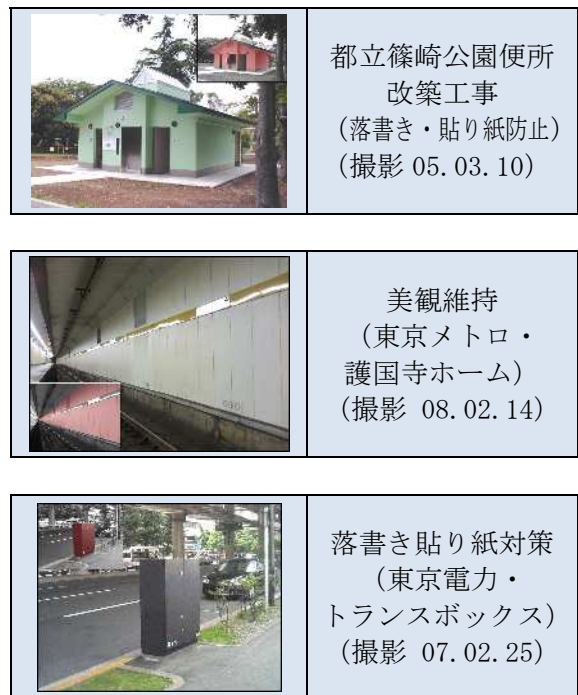 都立篠崎公園便所
改築工事
（落書き・貼り紙防止）
（撮影 05.03.10）
美観維持
（東京メトロ・
護国寺ホーム）
（撮影 08.02.14）
落書き貼り紙対策
（東京電力・
トランスボックス）
（撮影 07.02.25）